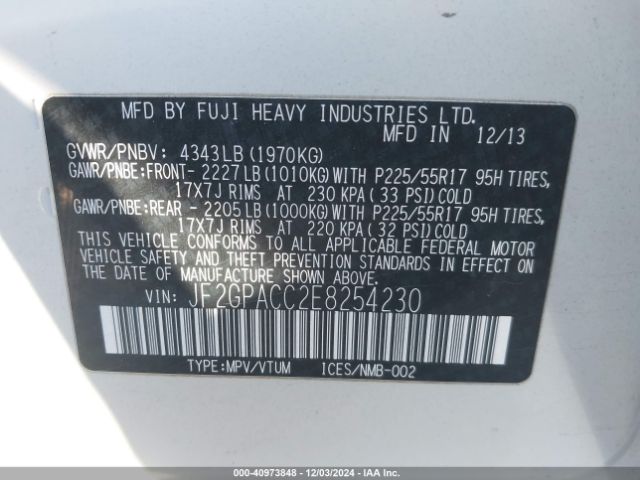 MFD BY FUJI HEAVY INDUSTRIES LTD.
MFD IN 12/13
GVWR/PNBV: 4343LB(1970KG)
GAWR/PNBE:FRONT- 2227LB(1010KG)WITH P225/55R17 95H TIRES,
17X7J RIMS AT 230 KPA(33 PSI)COLD
GAWR/PNBE:REAR - 2205LB(1000KG)WITH P225/55R17 95H TIRES,
17X7J RIMS AT 220 KPA(32 PSI)COLD
THIS VEHICLE CONFORMS TO ALL APPLICABLE FEDERAL MOTOR
VEHICLE SAFETY AND THEFT PREVENTION STANDARDS IN EFFECT
ON THE DATE OF MANUFACTURE SHOWN ABOVE.
VIN: JF2GPACC2E8254230
TYPE:MPV/VTUM ICES/NMB-002
000-40973848 - 12/03/2024 - IAAI.COM